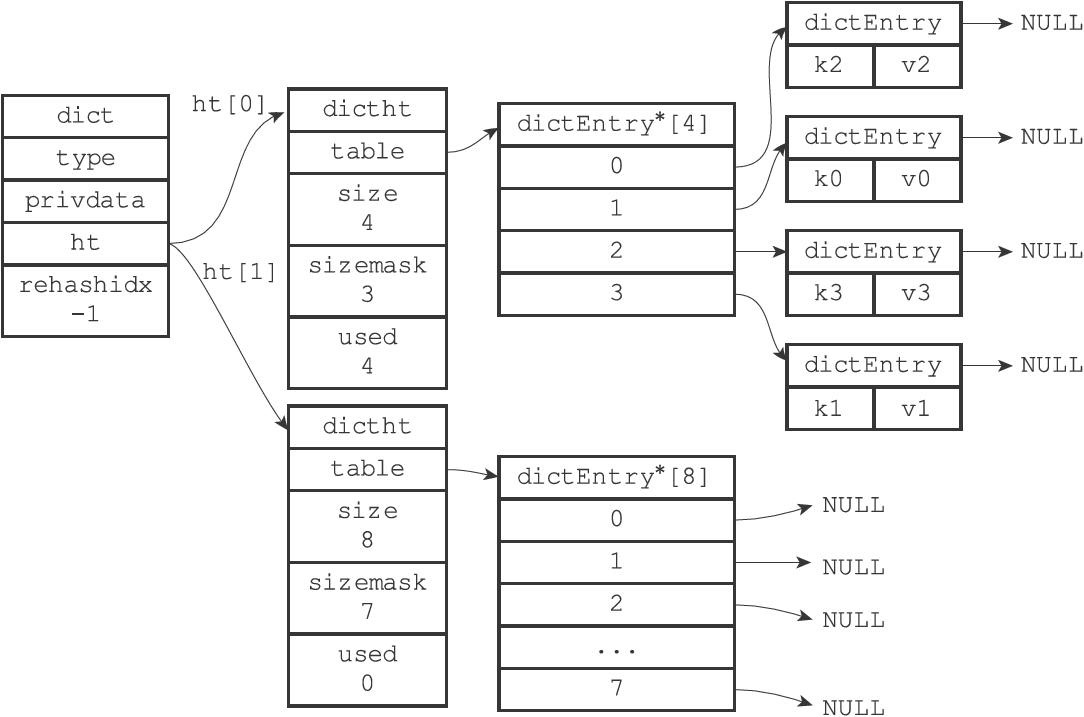 dict
type
privdata
ht
rehashidx
-1
ht[0]
ht[1]
dictht
table
size
4
sizemask
3
used
4
dictEntry*[4]
0
1
2
3
dictEntry
k2 v2
NULL
dictEntry
k0 v0
NULL
dictEntry
k3 v3
NULL
dictEntry
k1 v1
NULL
dictht
table
size
8
sizemask
7
used
0
dictEntry*[8]
0
1
2
...
7
NULL
NULL
NULL
NULL